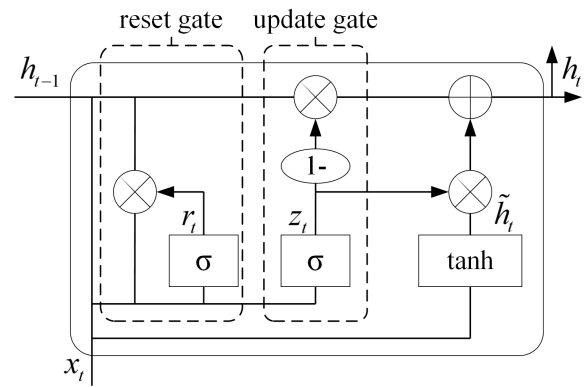 reset gate update gate
h_{t-1} h_t
1-
r_t z_t h̃_t
σ σ tanh
x_t